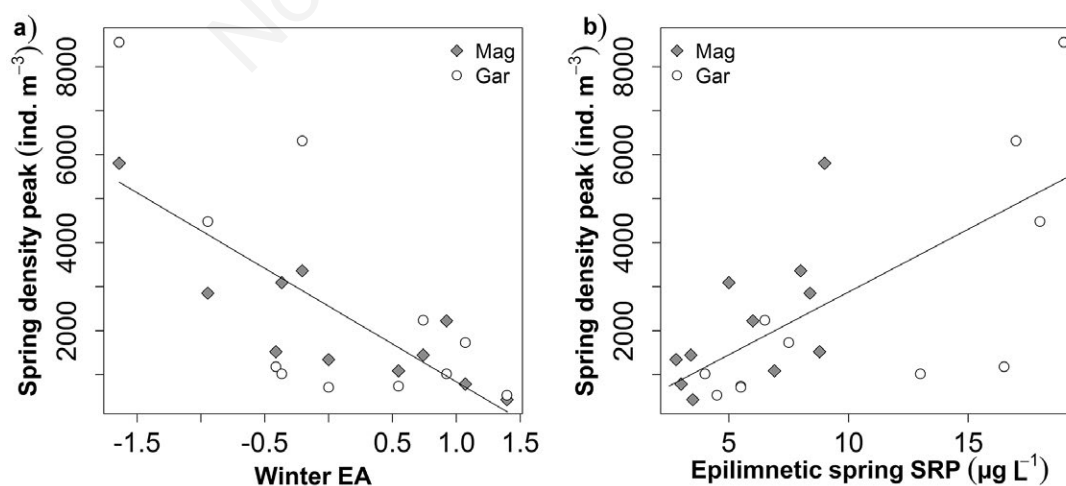 No
a)
Mag
Gar
Spring density peak (ind. m⁻³)
8000
6000
4000
2000
-1.5
-0.5
0.5
1.0
1.5
Winter EA
b)
Mag
Gar
Spring density peak (ind. m⁻³)
8000
6000
4000
2000
5
10
15
Epilimnetic spring SRP (µg L⁻¹)